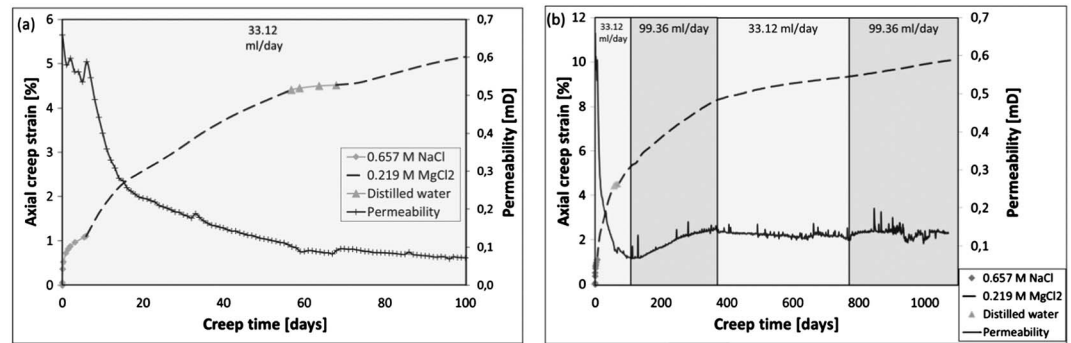 (a)
33.12
ml/day
6
5
4
3
2
1
0
0,7
0,6
0,5
0,4
0,3
0,2
0,1
0,0
0
20
40
60
80
100
Axial creep strain [%]
Permeability [mD]
Creep time [days]
0.657 M NaCl
0.219 M MgCl2
Distilled water
Permeability
(b)
33.12
ml/day
99.36 ml/day
33.12 ml/day
99.36 ml/day
12
10
8
6
4
2
0
0,7
0,6
0,5
0,4
0,3
0,2
0,1
0
200
400
600
800
1000
Axial creep strain [%]
Permeability [mD]
Creep time [days]
0.657 M NaCl
0.219 M MgCl2
Distilled water
Permeability